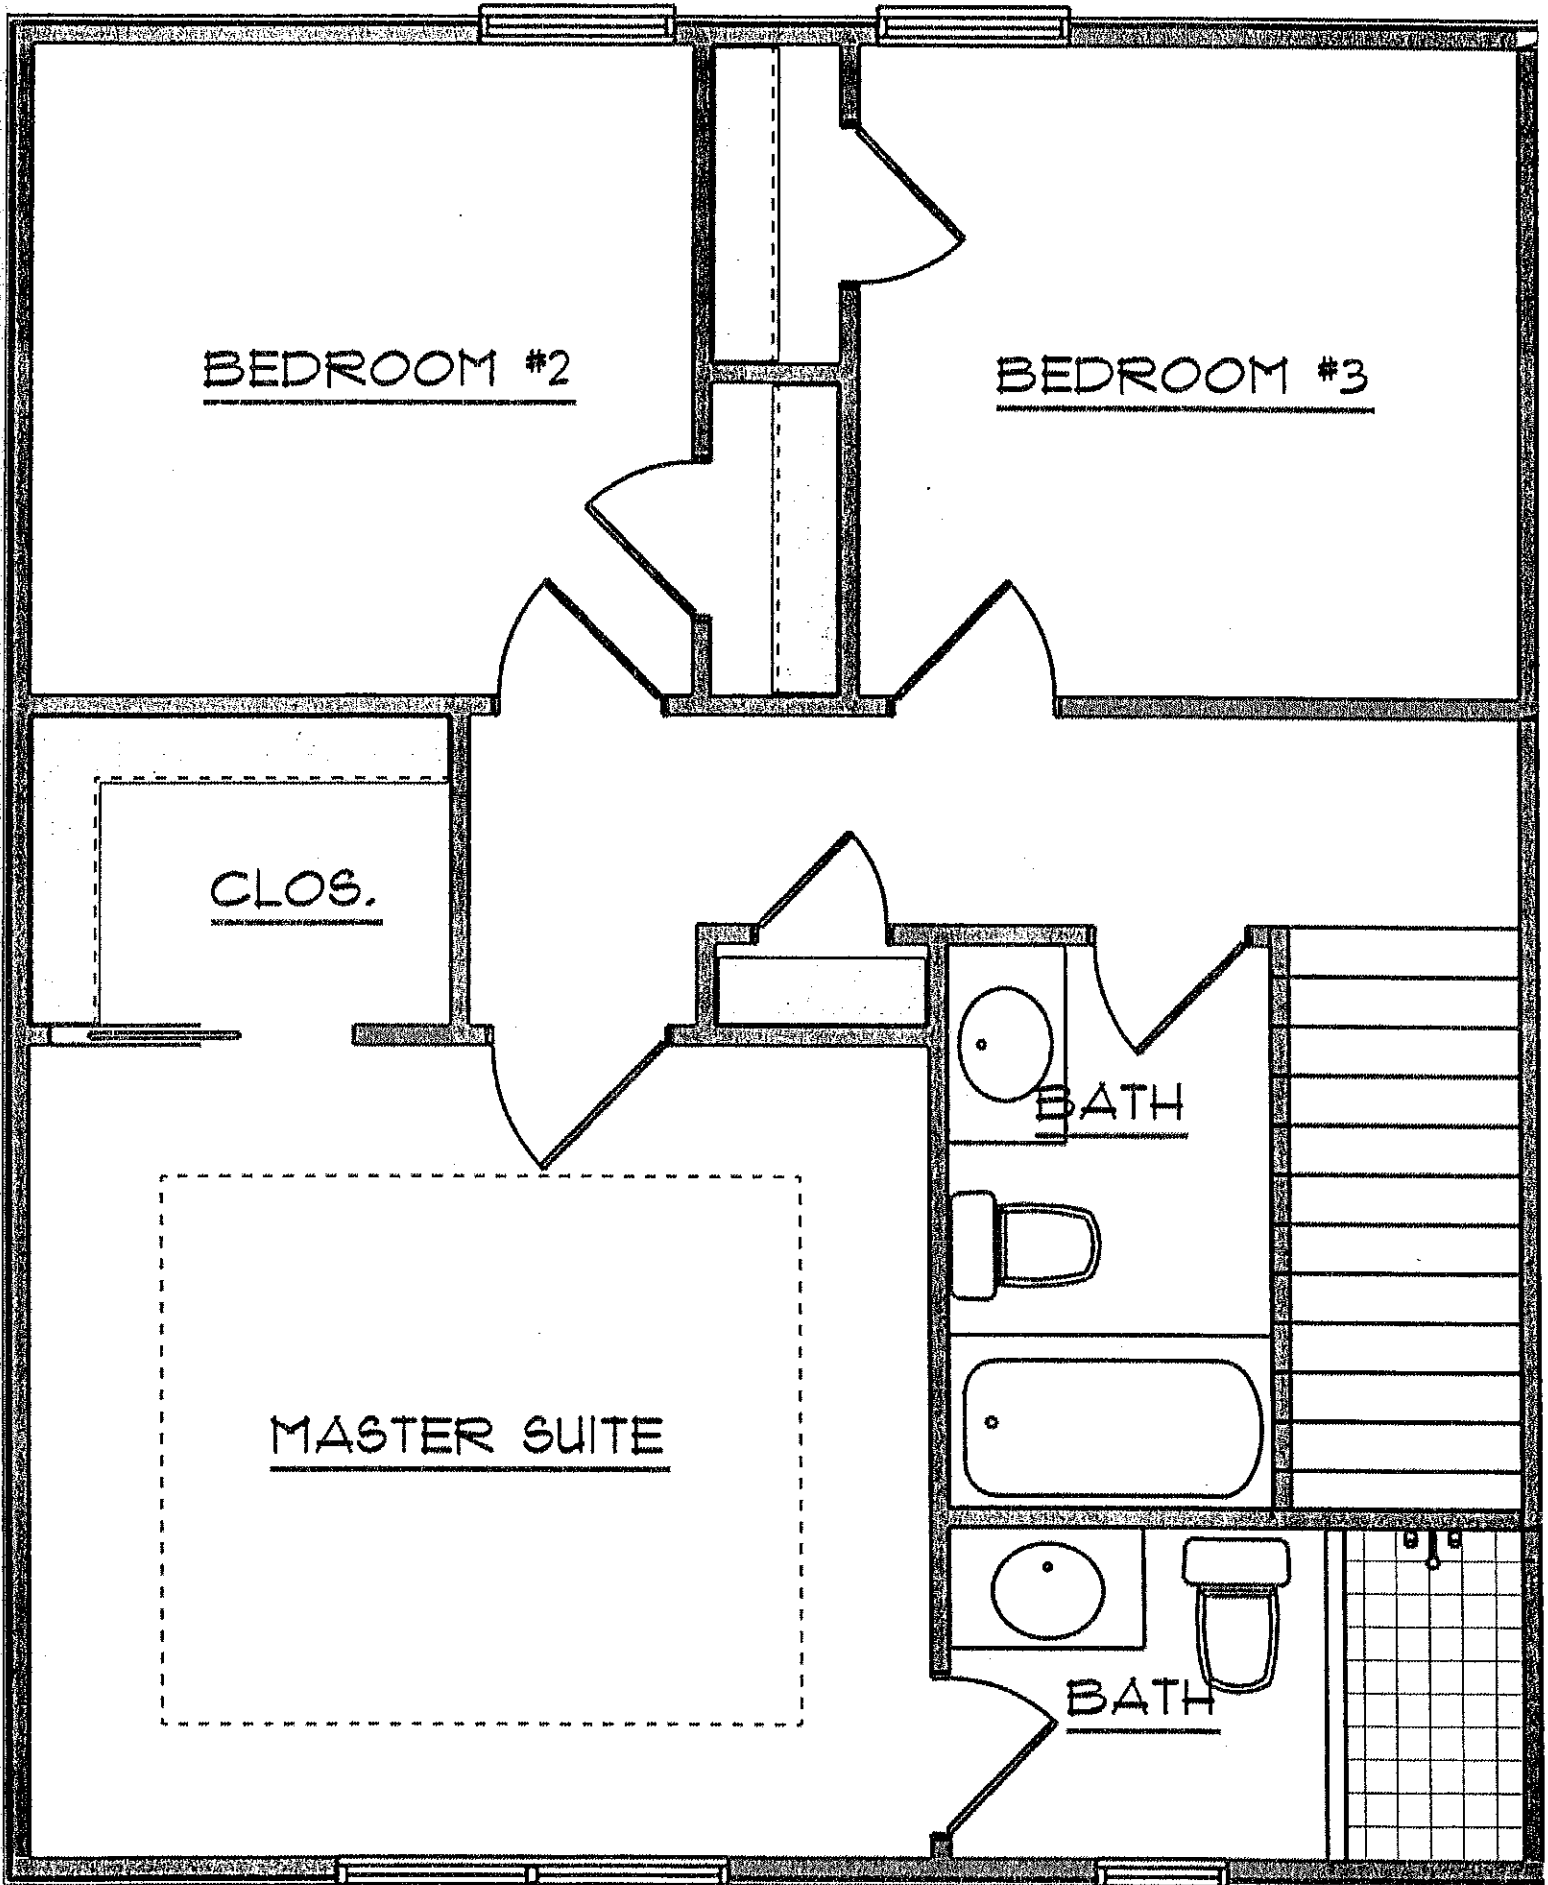 BEDROOM #2
BEDROOM #3
CLOS.
BATH
MASTER SUITE
BATH